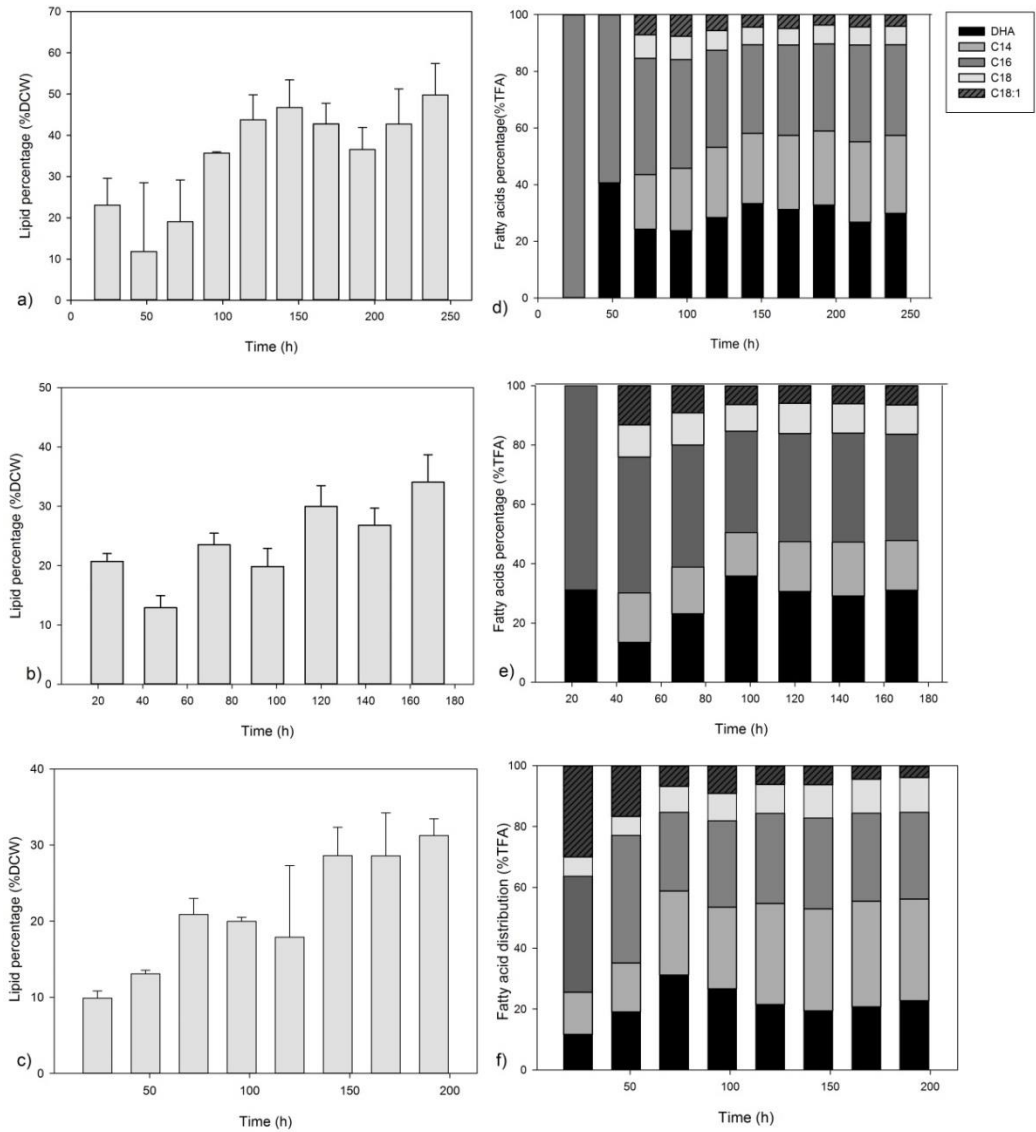 70
60
50
40
30
20
10
0
Lipid percentage (%DCW)
a)
0 50 100 150 200 250
Time (h)
100
80
60
40
20
0
Fatty acids percentage(%TFA)
d)
0 50 100 150 200 250
Time (h)
DHA
C14
C16
C18
C18:1
50
40
30
20
10
0
Lipid percentage (%DCW)
b)
20 40 60 80 100 120 140 160 180
Time (h)
100
80
60
40
20
0
Fatty acids percentage (%TFA)
e)
20 40 60 80 100 120 140 160 180
Time (h)
40
30
20
10
0
Lipid percentage (%DCW)
c)
50 100 150 200
Time (h)
100
80
60
40
20
0
Fatty acid distribution (%TFA)
f)
50 100 150 200
Time (h)